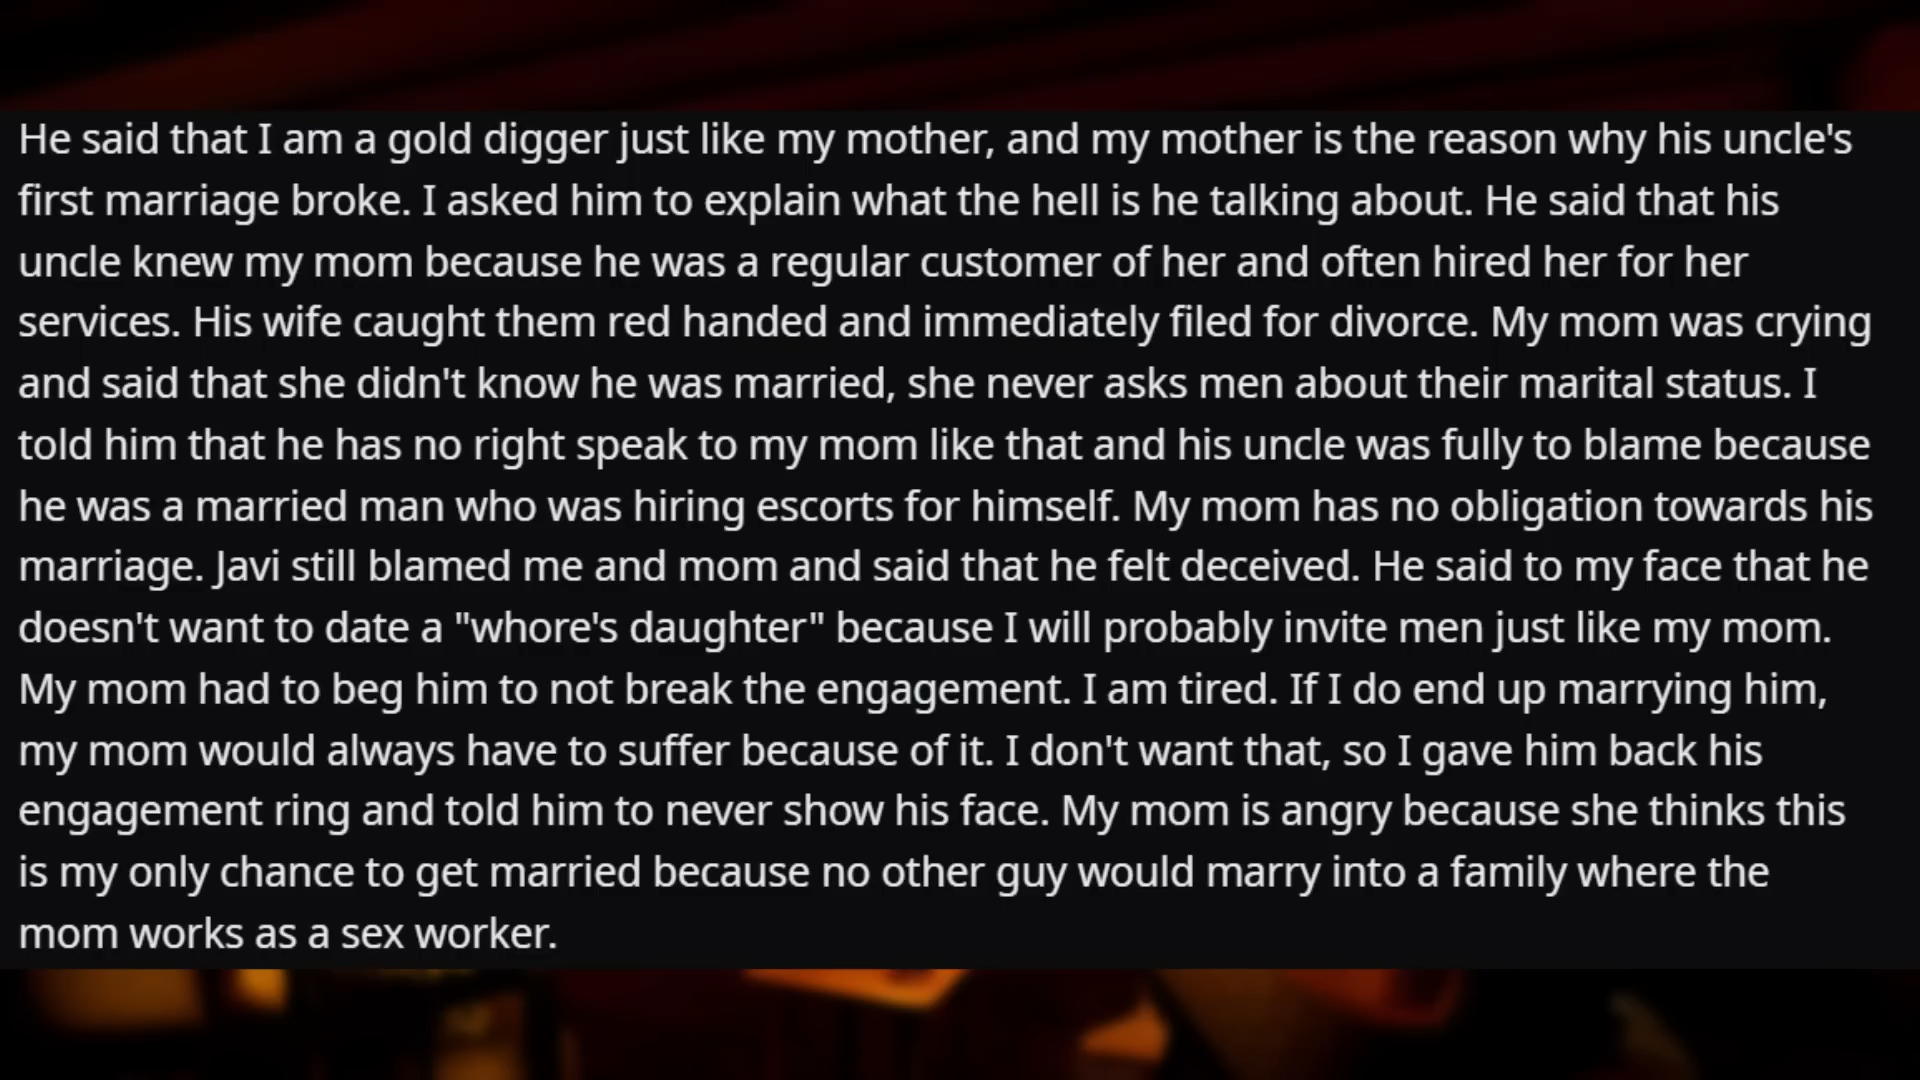 He said that I am a gold digger just like my mother, and my mother is the reason why his uncle's
first marriage broke. I asked him to explain what the hell is he talking about. He said that his
uncle knew my mom because he was a regular customer of her and often hired her for her
services. His wife caught them red handed and immediately filed for divorce. My mom was crying
and said that she didn't know he was married, she never asks men about their marital status. I
told him that he has no right speak to my mom like that and his uncle was fully to blame because
he was a married man who was hiring escorts for himself. My mom has no obligation towards his
marriage. Javi still blamed me and mom and said that he felt deceived. He said to my face that he
doesn't want to date a "whore's daughter" because I will probably invite men just like my mom.
My mom had to beg him to not break the engagement. I am tired. If I do end up marrying him,
my mom would always have to suffer because of it. I don't want that, so I gave him back his
engagement ring and told him to never show his face. My mom is angry because she thinks this
is my only chance to get married because no other guy would marry into a family where the
mom works as a sex worker.